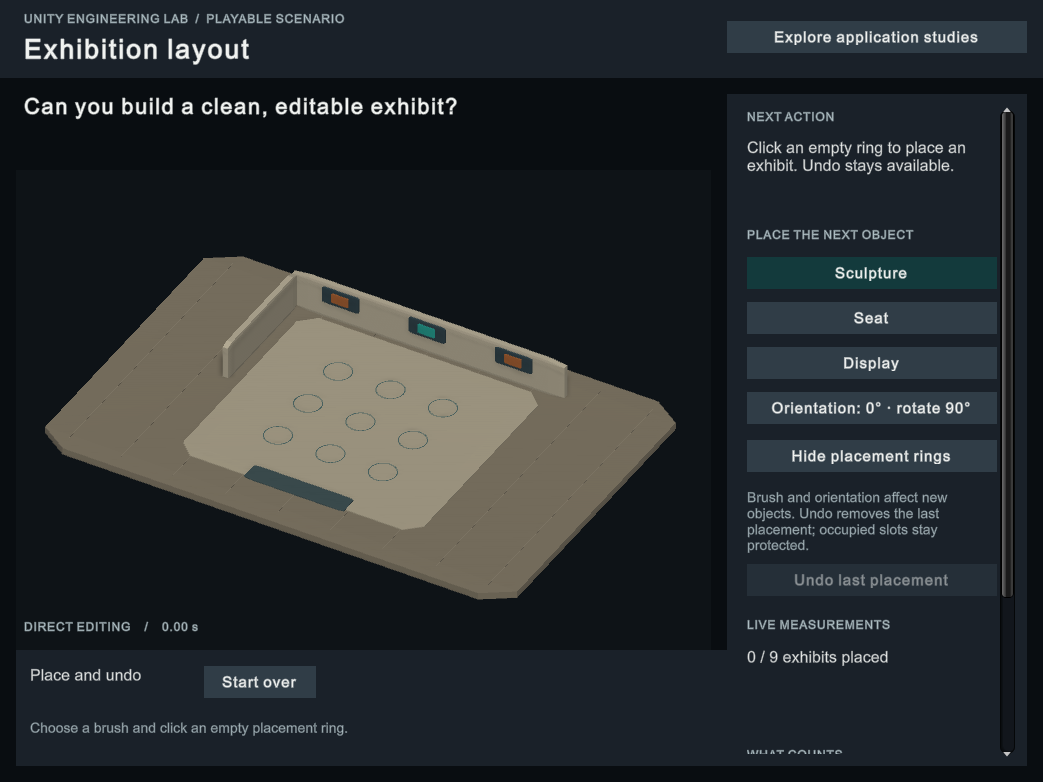 UNITY ENGINEERING LAB / PLAYABLE SCENARIO
Exhibition layout
Explore application studies
Can you build a clean, editable exhibit?
NEXT ACTION
Click an empty ring to place an
exhibit. Undo stays available.
PLACE THE NEXT OBJECT
Sculpture
Seat
Display
Orientation: 0° · rotate 90°
Hide placement rings
Brush and orientation affect new
objects. Undo removes the last
placement; occupied slots stay
protected.
Undo last placement
LIVE MEASUREMENTS
0 / 9 exhibits placed
WHAT COUNTS
DIRECT EDITING / 0.00 s
Place and undo
Start over
Choose a brush and click an empty placement ring.